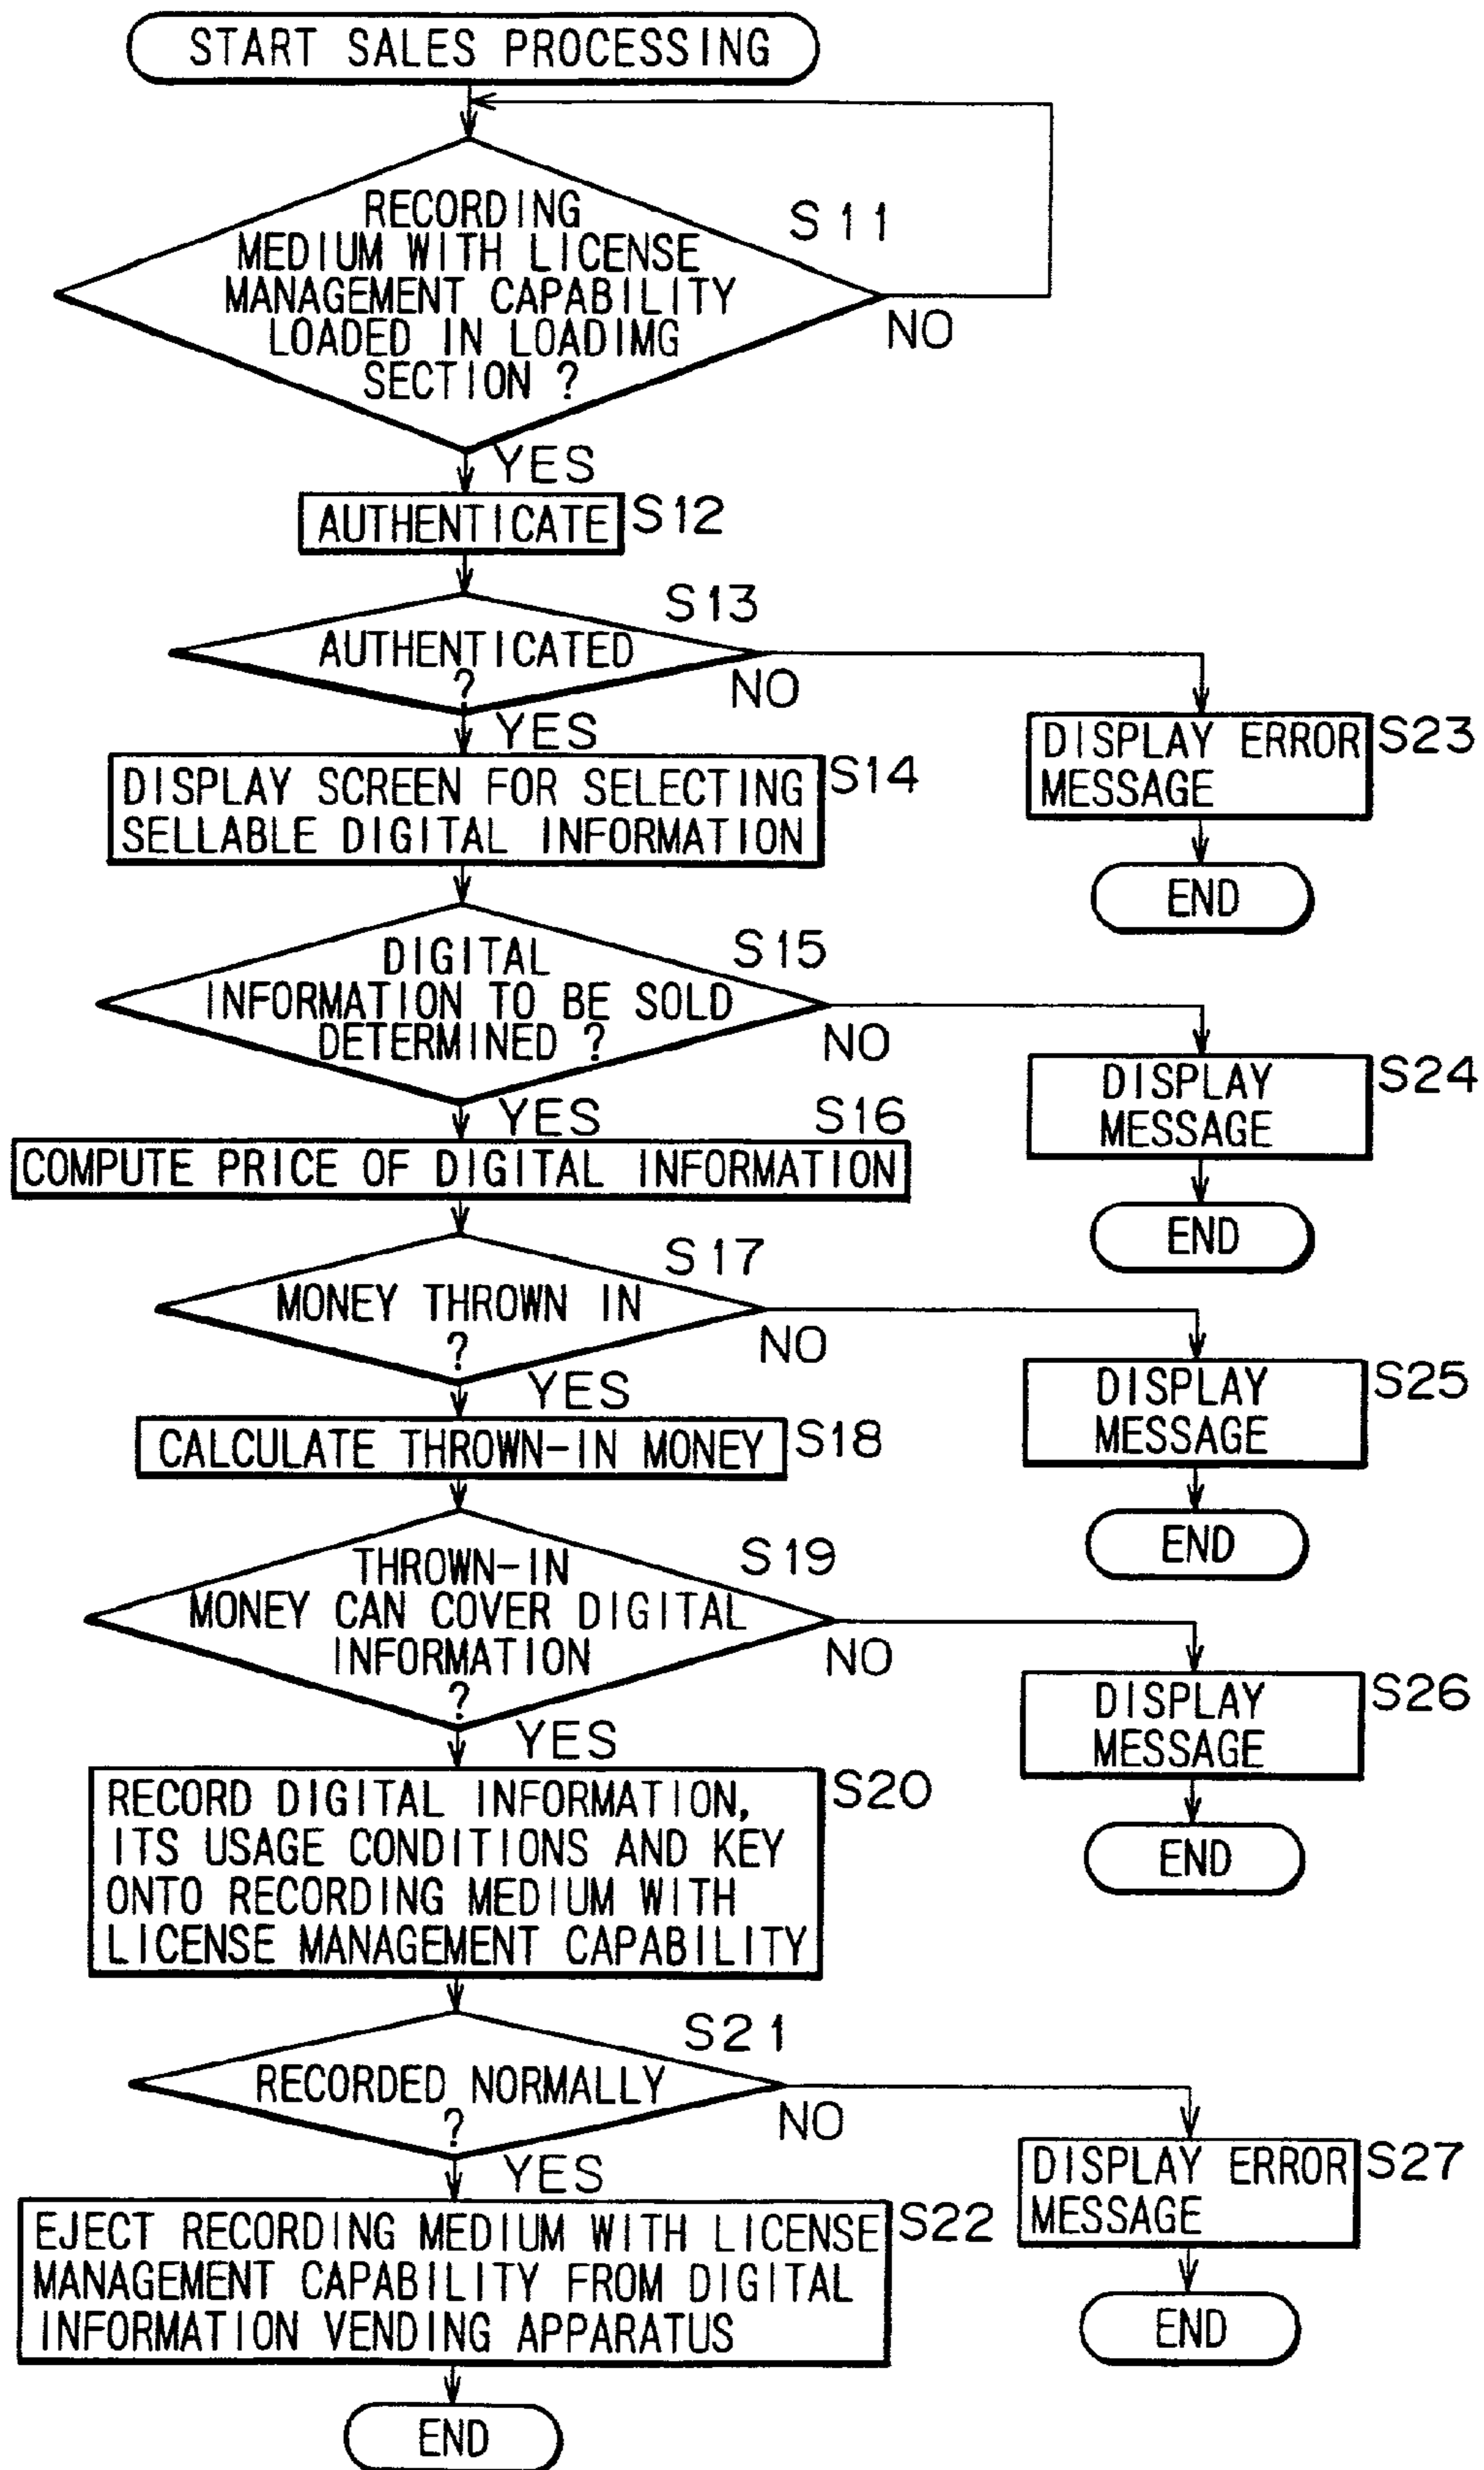 START SALES PROCESSING
RECORDING
MEDIUM WITH LICENSE
MANAGEMENT CAPABILITY
LOADED IN LOADIMG
SECTION ?
S11
NO
YES
AUTHENTICATE
S12
AUTHENTICATED
?
S13
NO
YES
DISPLAY ERROR
MESSAGE
S23
END
DISPLAY SCREEN FOR SELECTING
SELLABLE DIGITAL INFORMATION
S14
DIGITAL
INFORMATION TO BE SOLD
DETERMINED ?
S15
NO
YES
DISPLAY
MESSAGE
S24
END
S16
COMPUTE PRICE OF DIGITAL INFORMATION
MONEY THROWN IN
?
S17
NO
YES
DISPLAY
MESSAGE
S25
END
CALCULATE THROWN-IN MONEY
S18
THROWN-IN
MONEY CAN COVER DIGITAL
INFORMATION
?
S19
NO
YES
DISPLAY
MESSAGE
S26
END
RECORD DIGITAL INFORMATION,
ITS USAGE CONDITIONS AND KEY
ONTO RECORDING MEDIUM WITH
LICENSE MANAGEMENT CAPABILITY
S20
RECORDED NORMALLY
?
S21
NO
YES
DISPLAY ERROR
MESSAGE
S27
END
EJECT RECORDING MEDIUM WITH LICENSE
MANAGEMENT CAPABILITY FROM DIGITAL
INFORMATION VENDING APPARATUS
S22
END